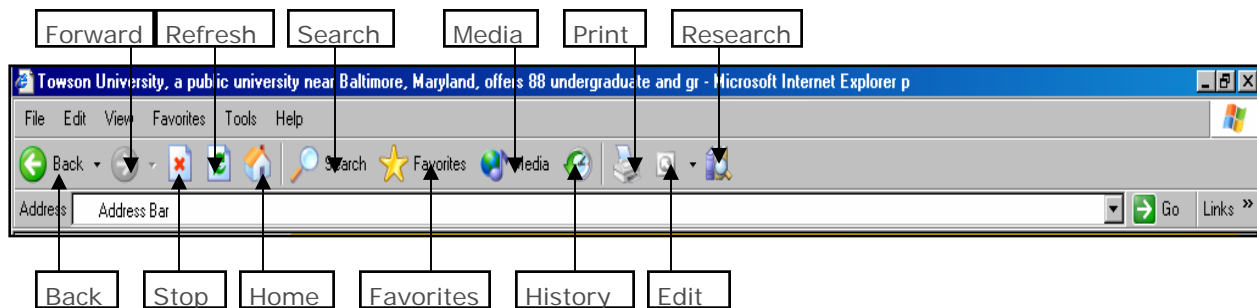 Forward Refresh Search Media Print Research
Towson University, a public university near Baltimore, Maryland, offers 88 undergraduate and gr - Microsoft Internet Explorer p
File Edit View Favorites Tools Help
Back Search Favorites Media
Address Address Bar Go Links »
Back Stop Home Favorites History Edit